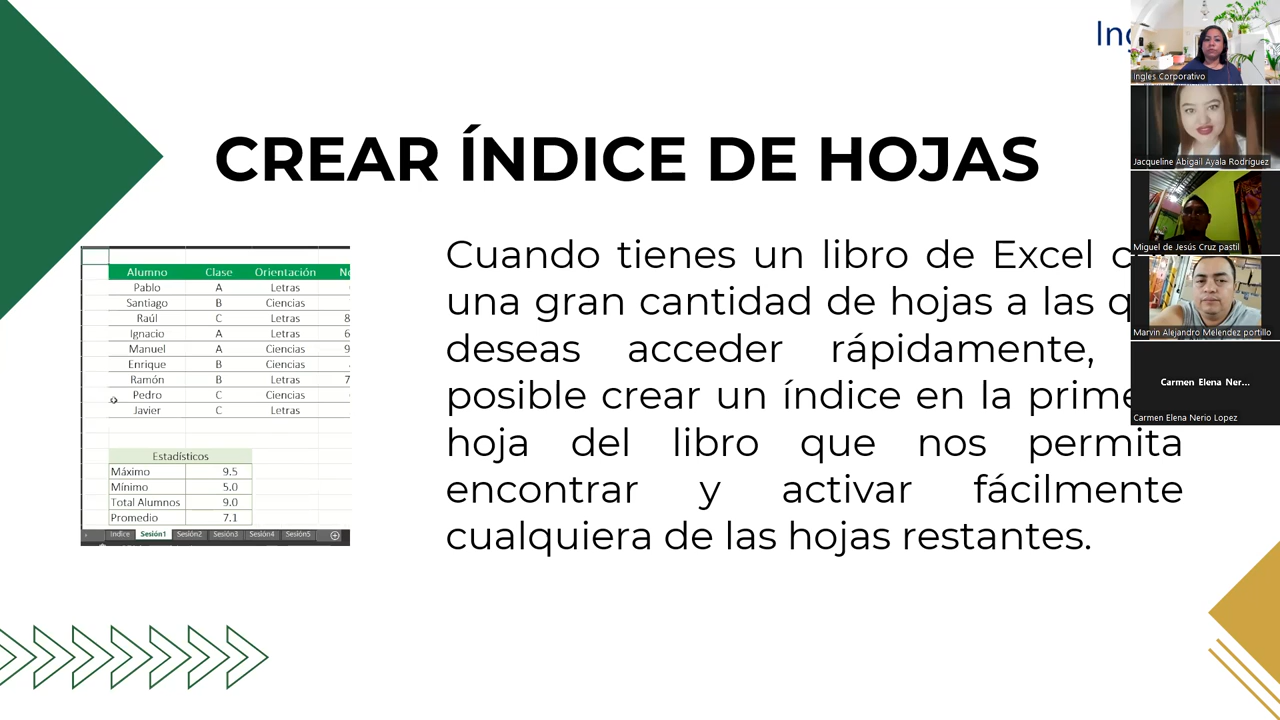 CREAR ÍNDICE DE HOJAS
Cuando tienes un libro de Excel
una gran cantidad de hojas a las
deseas acceder rápidamente,
posible crear un índice en la
hoja del libro que nos permita
encontrar y activar fácilmente
cualquiera de las hojas restantes.
Alumno Clase Orientación
Pablo A Letras
Santiago B Ciencias
Raúl C Letras 8
Ignacio A Letras 6
Manuel A Ciencias 9
Enrique B Ciencias
Ramón B Letras 7
Pedro C Ciencias
Javier C Letras
Estadísticos
Máximo 9.5
Mínimo 5.0
Total Alumnos 9.0
Promedio 7.1
Indice Sesión1 Sesión2 Sesión3 Sesión4 Sesión5
Ingles Corporativo
Jacqueline Abigail Ayala Rodríguez
Miguel de Jesús Cruz pastil
Marvin Alejandro Melendez portillo
Carmen Elena Ner...
Carmen Elena Nerio Lopez